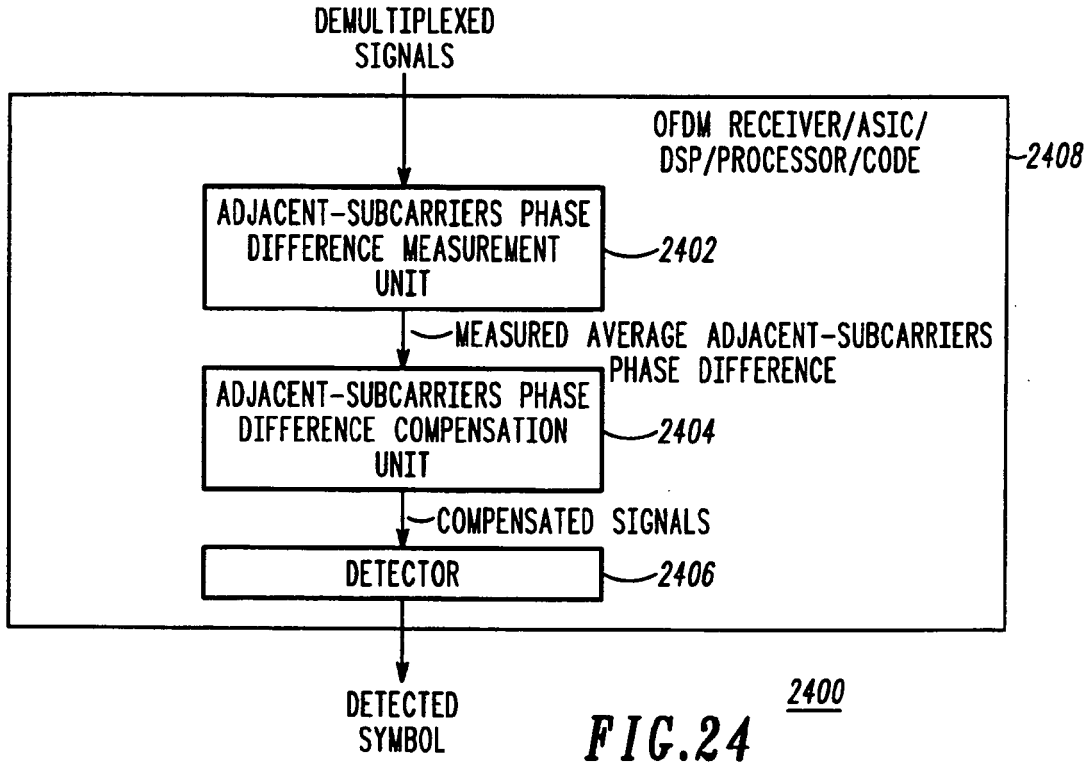 DEMULTIPLEXED
SIGNALS
OFDM RECEIVER/ASIC/
DSP/PROCESSOR/CODE
2408
ADJACENT-SUBCARRIERS PHASE
DIFFERENCE MEASUREMENT
UNIT
2402
MEASURED AVERAGE ADJACENT-SUBCARRIERS
PHASE DIFFERENCE
ADJACENT-SUBCARRIERS PHASE
DIFFERENCE COMPENSATION
UNIT
2404
COMPENSATED SIGNALS
DETECTOR
2406
DETECTED
SYMBOL
2400
FIG.24